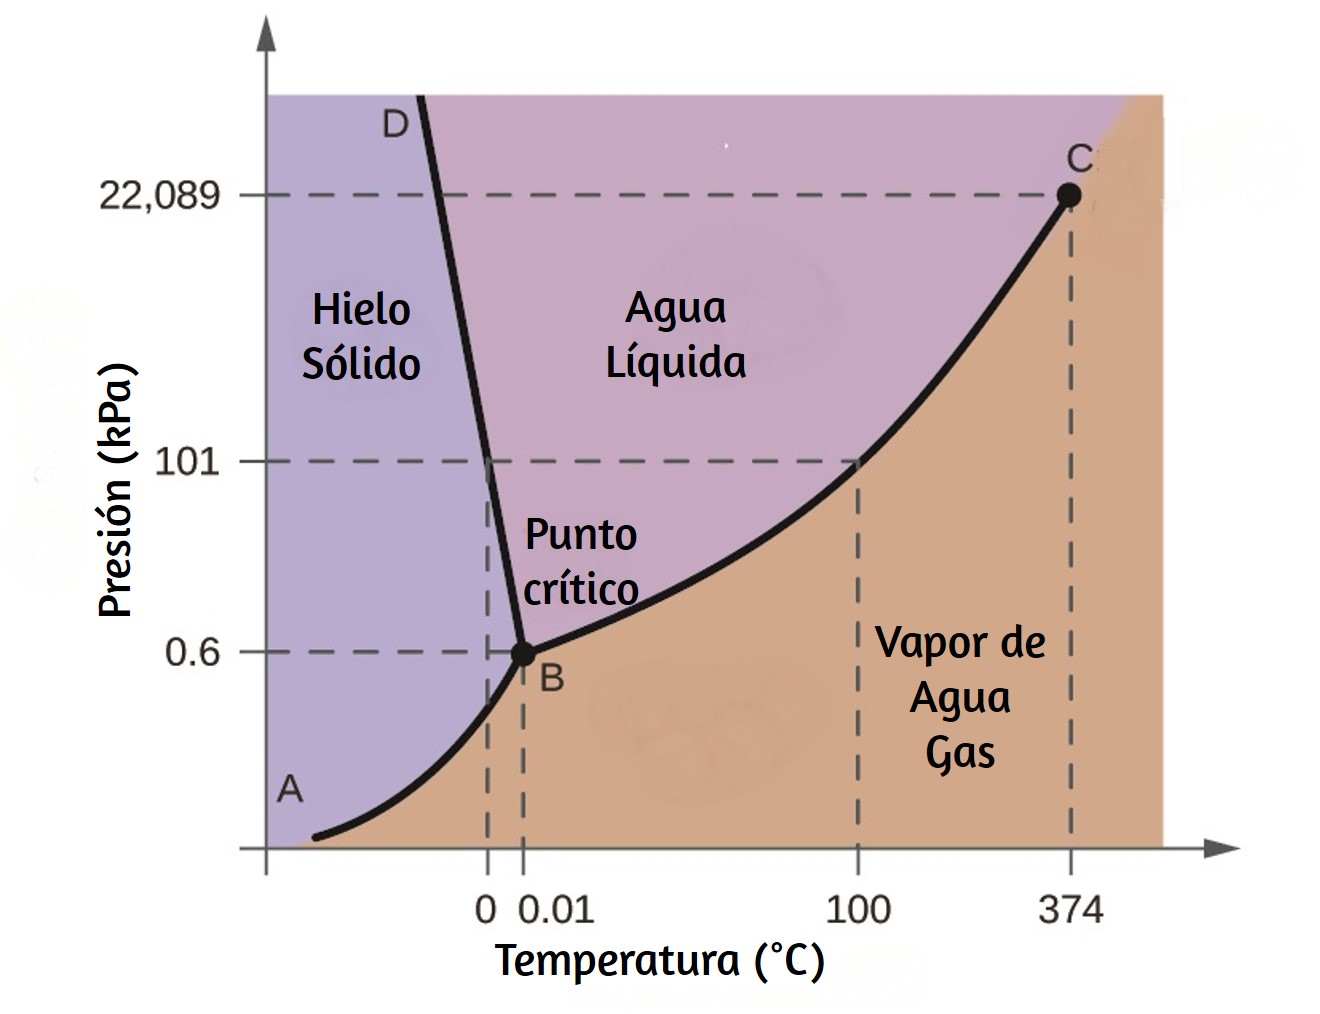 D
C
22,089
Hielo
Sólido
Agua
Líquida
Presión (kPa)
101
Punto
crítico
0.6
B
Vapor de
Agua
Gas
A
0 0.01 100 374
Temperatura (°C)